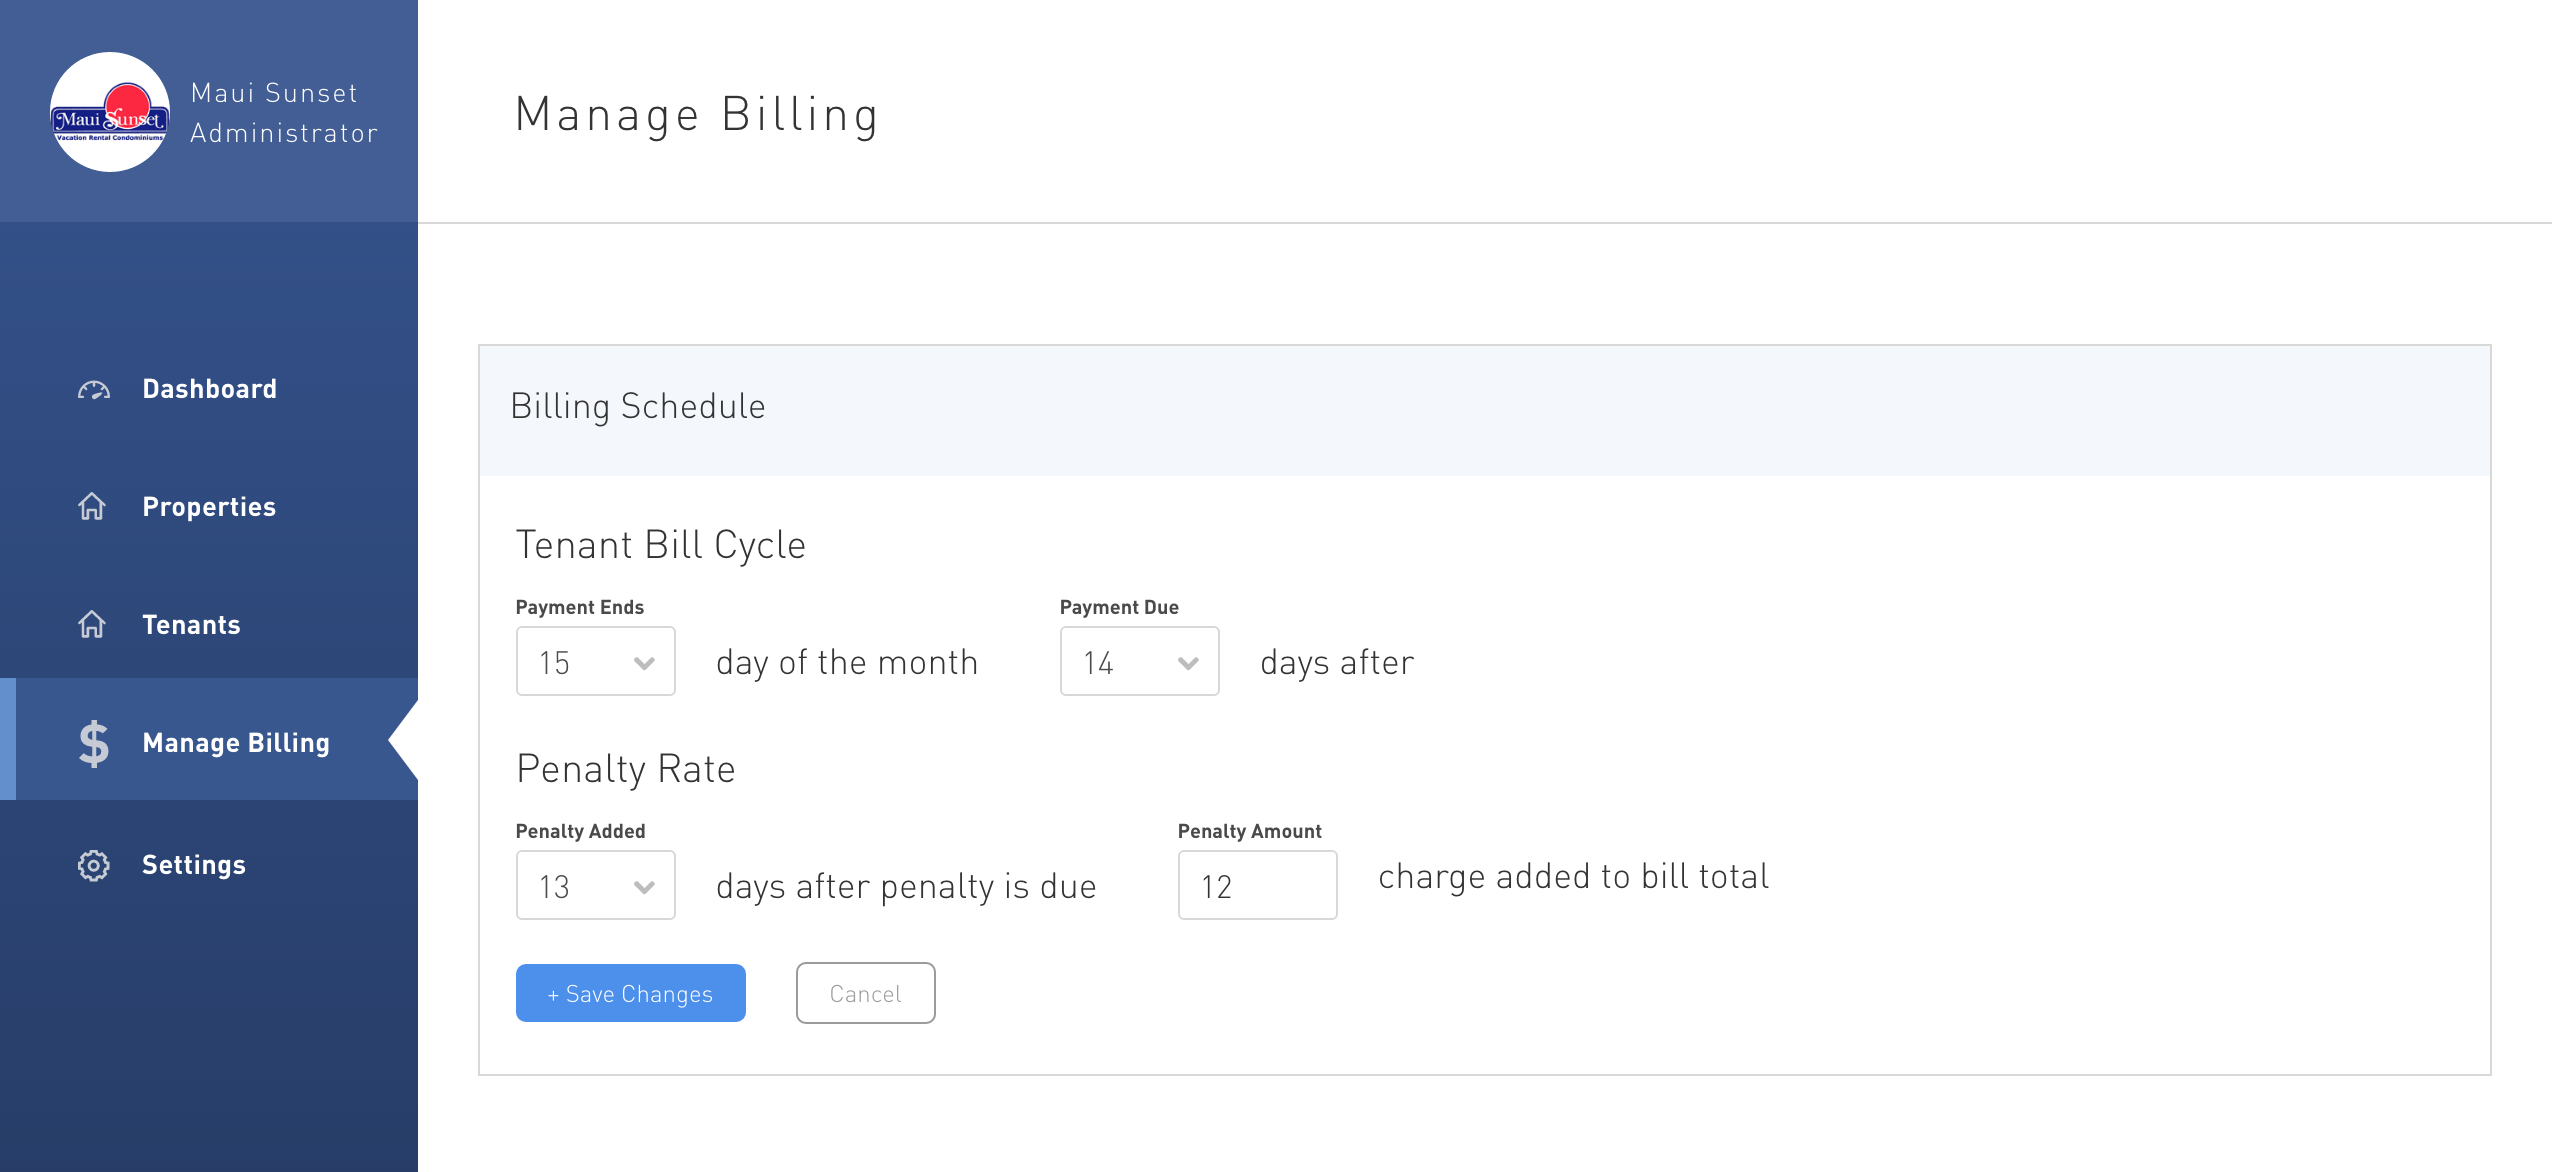 Maui Sunset
Vacation Rental Condominiums
Maui Sunset
Administrator
Manage Billing
Dashboard
Properties
Tenants
$ Manage Billing
Settings
Billing Schedule
Tenant Bill Cycle
Payment Ends Payment Due
15 day of the month 14 days after
Penalty Rate
Penalty Added Penalty Amount
13 days after penalty is due 12 charge added to bill total
+ Save Changes Cancel